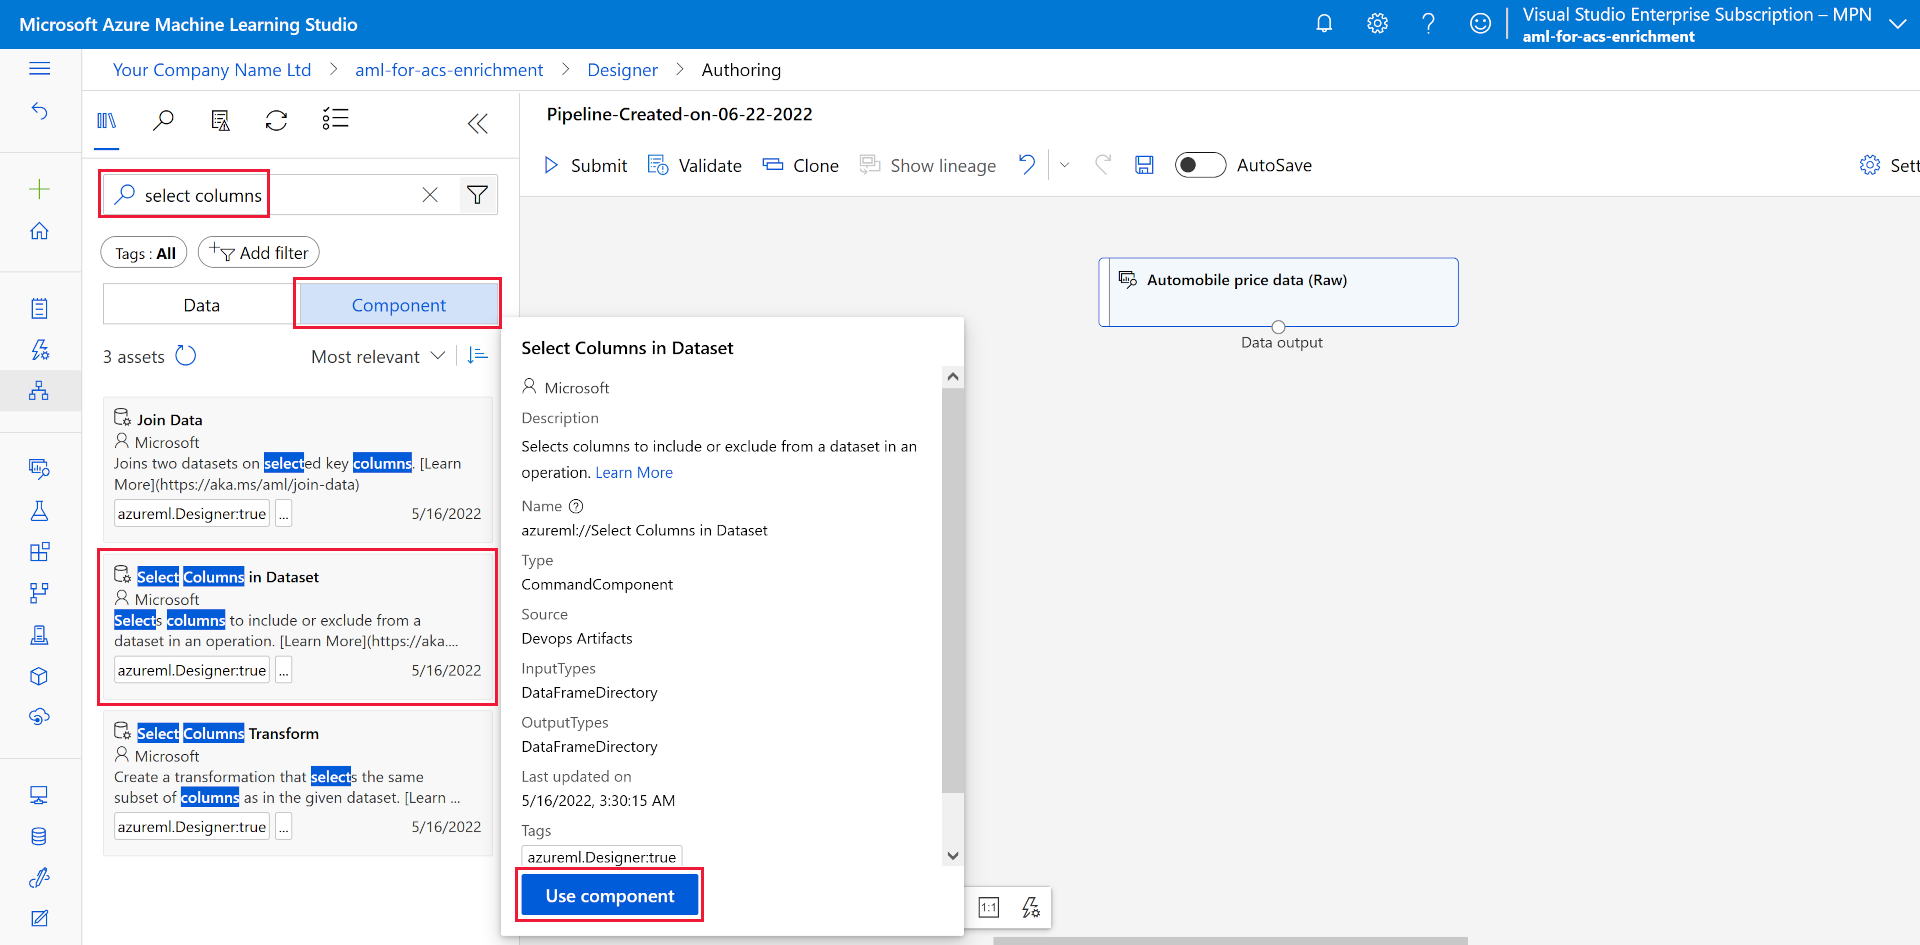 Microsoft Azure Machine Learning Studio
Visual Studio Enterprise Subscription – MPN
aml-for-acs-enrichment
Your Company Name Ltd > aml-for-acs-enrichment > Designer > Authoring
Pipeline-Created-on-06-22-2022
Submit Validate Clone Show lineage AutoSave Sett
select columns
Tags : All Add filter
Data Component
3 assets Most relevant
Join Data
Microsoft
Joins two datasets on selected key columns. [Learn
More](https://aka.ms/aml/join-data)
azureml.Designer:true ... 5/16/2022
Select Columns in Dataset
Microsoft
Selects columns to include or exclude from a
dataset in an operation. [Learn More](https://aka....
azureml.Designer:true ... 5/16/2022
Select Columns Transform
Microsoft
Create a transformation that selects the same
subset of columns as in the given dataset. [Learn ...
azureml.Designer:true ... 5/16/2022
Select Columns in Dataset
Microsoft
Description
Selects columns to include or exclude from a dataset in an
operation. Learn More
Name
azureml://Select Columns in Dataset
Type
CommandComponent
Source
Devops Artifacts
InputTypes
DataFrameDirectory
OutputTypes
DataFrameDirectory
Last updated on
5/16/2022, 3:30:15 AM
Tags
azureml.Designer:true
Use component
Automobile price data (Raw)
Data output
1:1